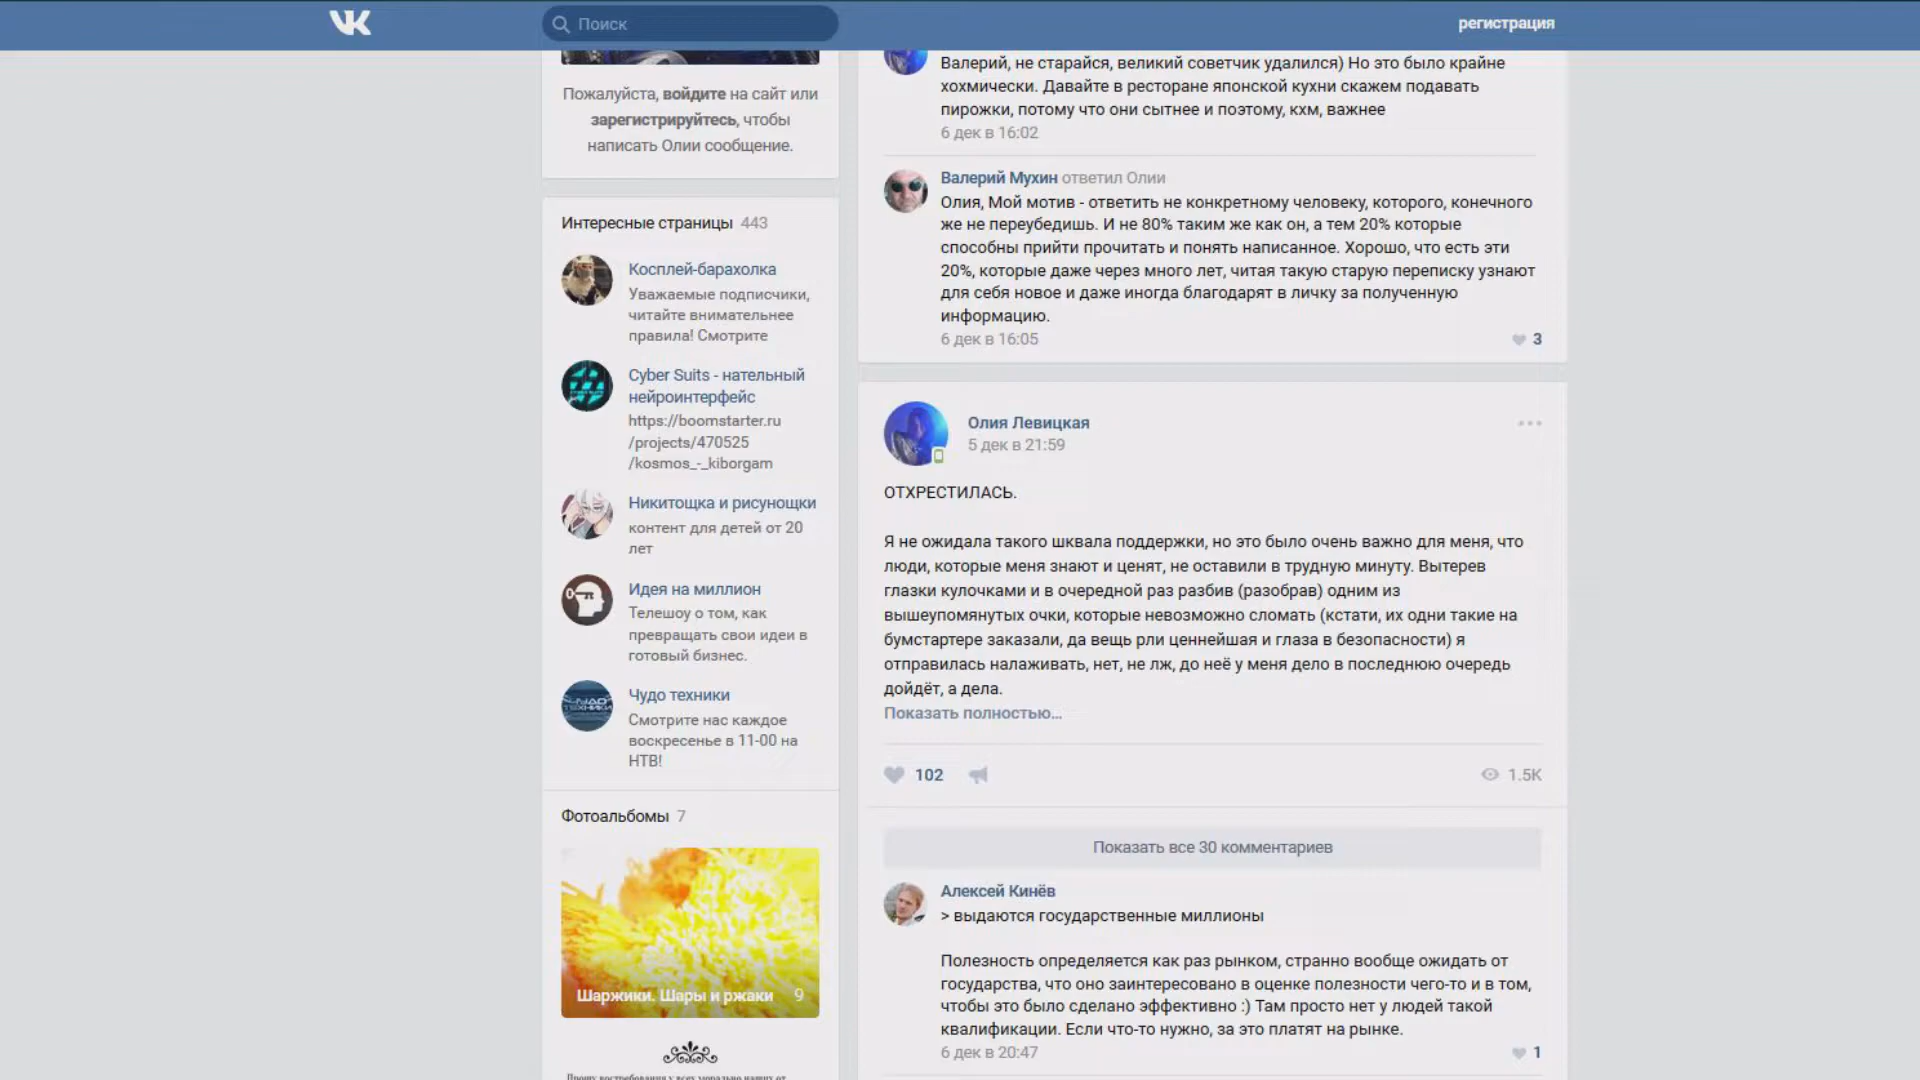 Поиск
регистрация
Пожалуйста, войдите на сайт или
зарегистрируйтесь, чтобы
написать Олии сообщение.
Интересные страницы 443
Косплей-барахолка
Уважаемые подписчики,
читайте внимательнее
правила! Смотрите
Cyber Suits - нательный
нейроинтерфейс
https://boomstarter.ru
/projects/470525
/kosmos_-_kiborgam
Никитощка и рисунощки
контент для детей от 20
лет
Идея на миллион
Телешоу о том, как
превращать свои идеи в
готовый бизнес.
Чудо техники
Смотрите нас каждое
воскресенье в 11-00 на
НТВ!
Фотоальбомы 7
Шаржики. Шары и ржаки 9
Валерий, не старайся, великий советчик удалился) Но это было крайне
хохмически. Давайте в ресторане японской кухни скажем подавать
пирожки, потому что они сытнее и поэтому, кхм, важнее
6 дек в 16:02
Валерий Мухин ответил Олии
Олия, Мой мотив - ответить не конкретному человеку, которого, конечного
же не переубедишь. И не 80% таким же как он, а тем 20% которые
способны прийти прочитать и понять написанное. Хорошо, что есть эти
20%, которые даже через много лет, читая такую старую переписку узнают
для себя новое и даже иногда благодарят в личку за полученную
информацию.
6 дек в 16:05
3
Олия Левицкая
5 дек в 21:59
ОТХРЕСТИЛАСЬ.
Я не ожидала такого шквала поддержки, но это было очень важно для меня, что
люди, которые меня знают и ценят, не оставили в трудную минуту. Вытерев
глазки кулочками и в очередной раз разбив (разобрав) одним из
вышеупомянутых очки, которые невозможно сломать (кстати, их одни такие на
бумстартере заказали, да вещь рли ценнейшая и глаза в безопасности) я
отправилась налаживать, нет, не лж, до неё у меня дело в последнюю очередь
дойдёт, а дела.
Показать полностью...
102
1.5K
Показать все 30 комментариев
Алексей Кинёв
> выдаются государственные миллионы
Полезность определяется как раз рынком, странно вообще ожидать от
государства, что оно заинтересовано в оценке полезности чего-то и в том,
чтобы это было сделано эффективно :) Там просто нет у людей такой
квалификации. Если что-то нужно, за это платят на рынке.
6 дек в 20:47
1